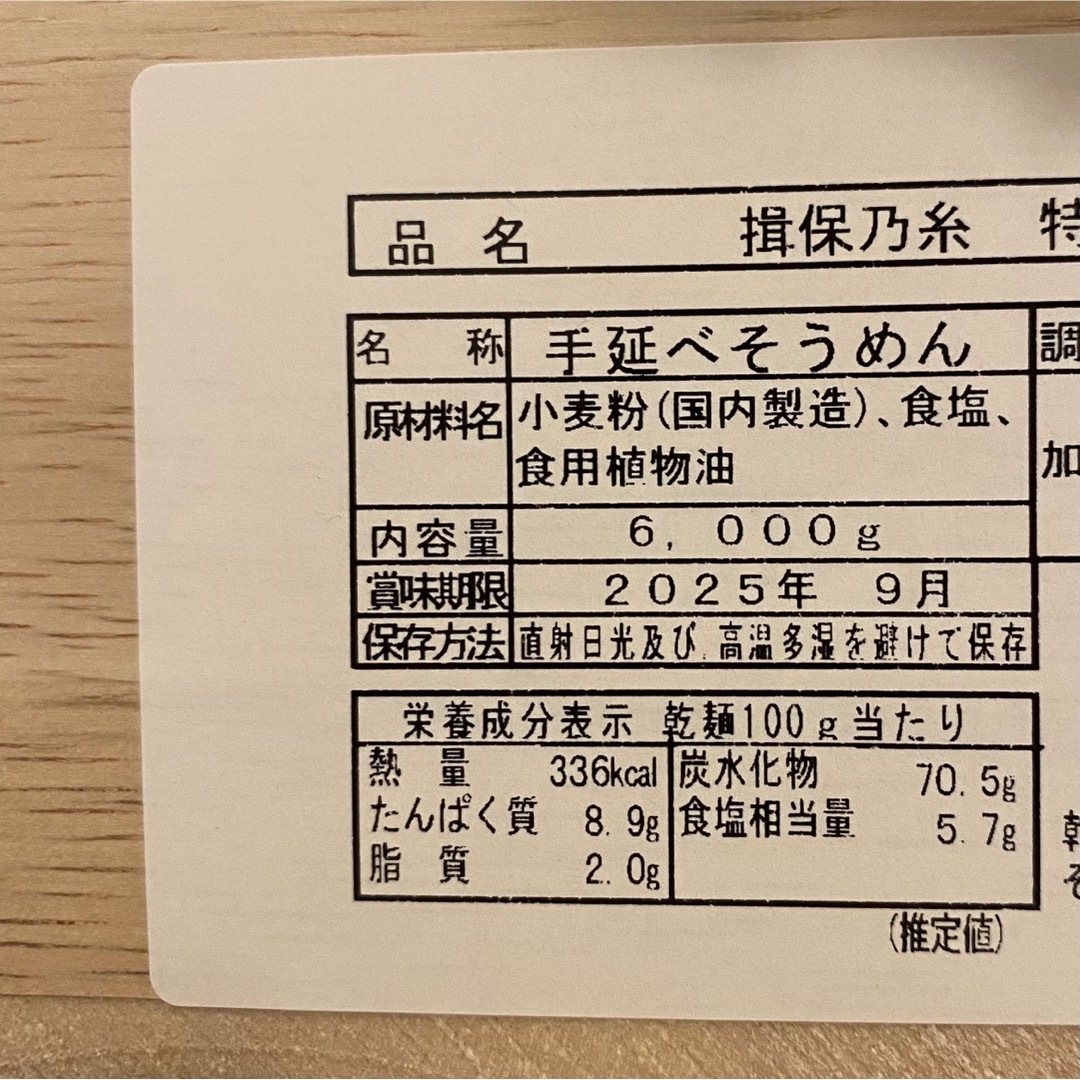 品 名 揖保乃糸 特
名 称 手延べそうめん 調
原材料名 小麦粉(国内製造)、食塩、
食用植物油 加
内容量 6,000g
賞味期限 2025年 9月
保存方法 直射日光及び、高温多湿を避けて保存
栄養成分表示 乾麺100g当たり
熱 量 336kcal 炭水化物 70.5g
たんぱく質 8.9g 食塩相当量 5.7g
脂 質 2.0g
(推定値)